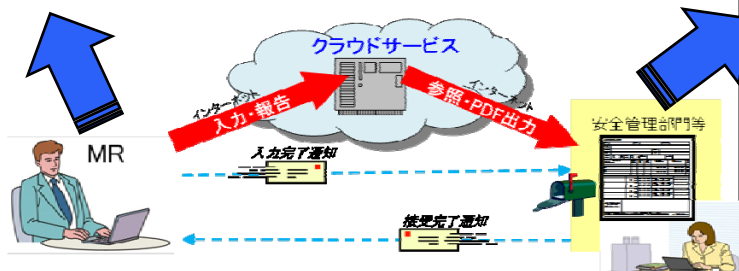 クラウドサービス
インターネット
インターネット
入力・報告
参照・PDF出力
安全管理部門等
MR
入力完了通知
接受完了通知